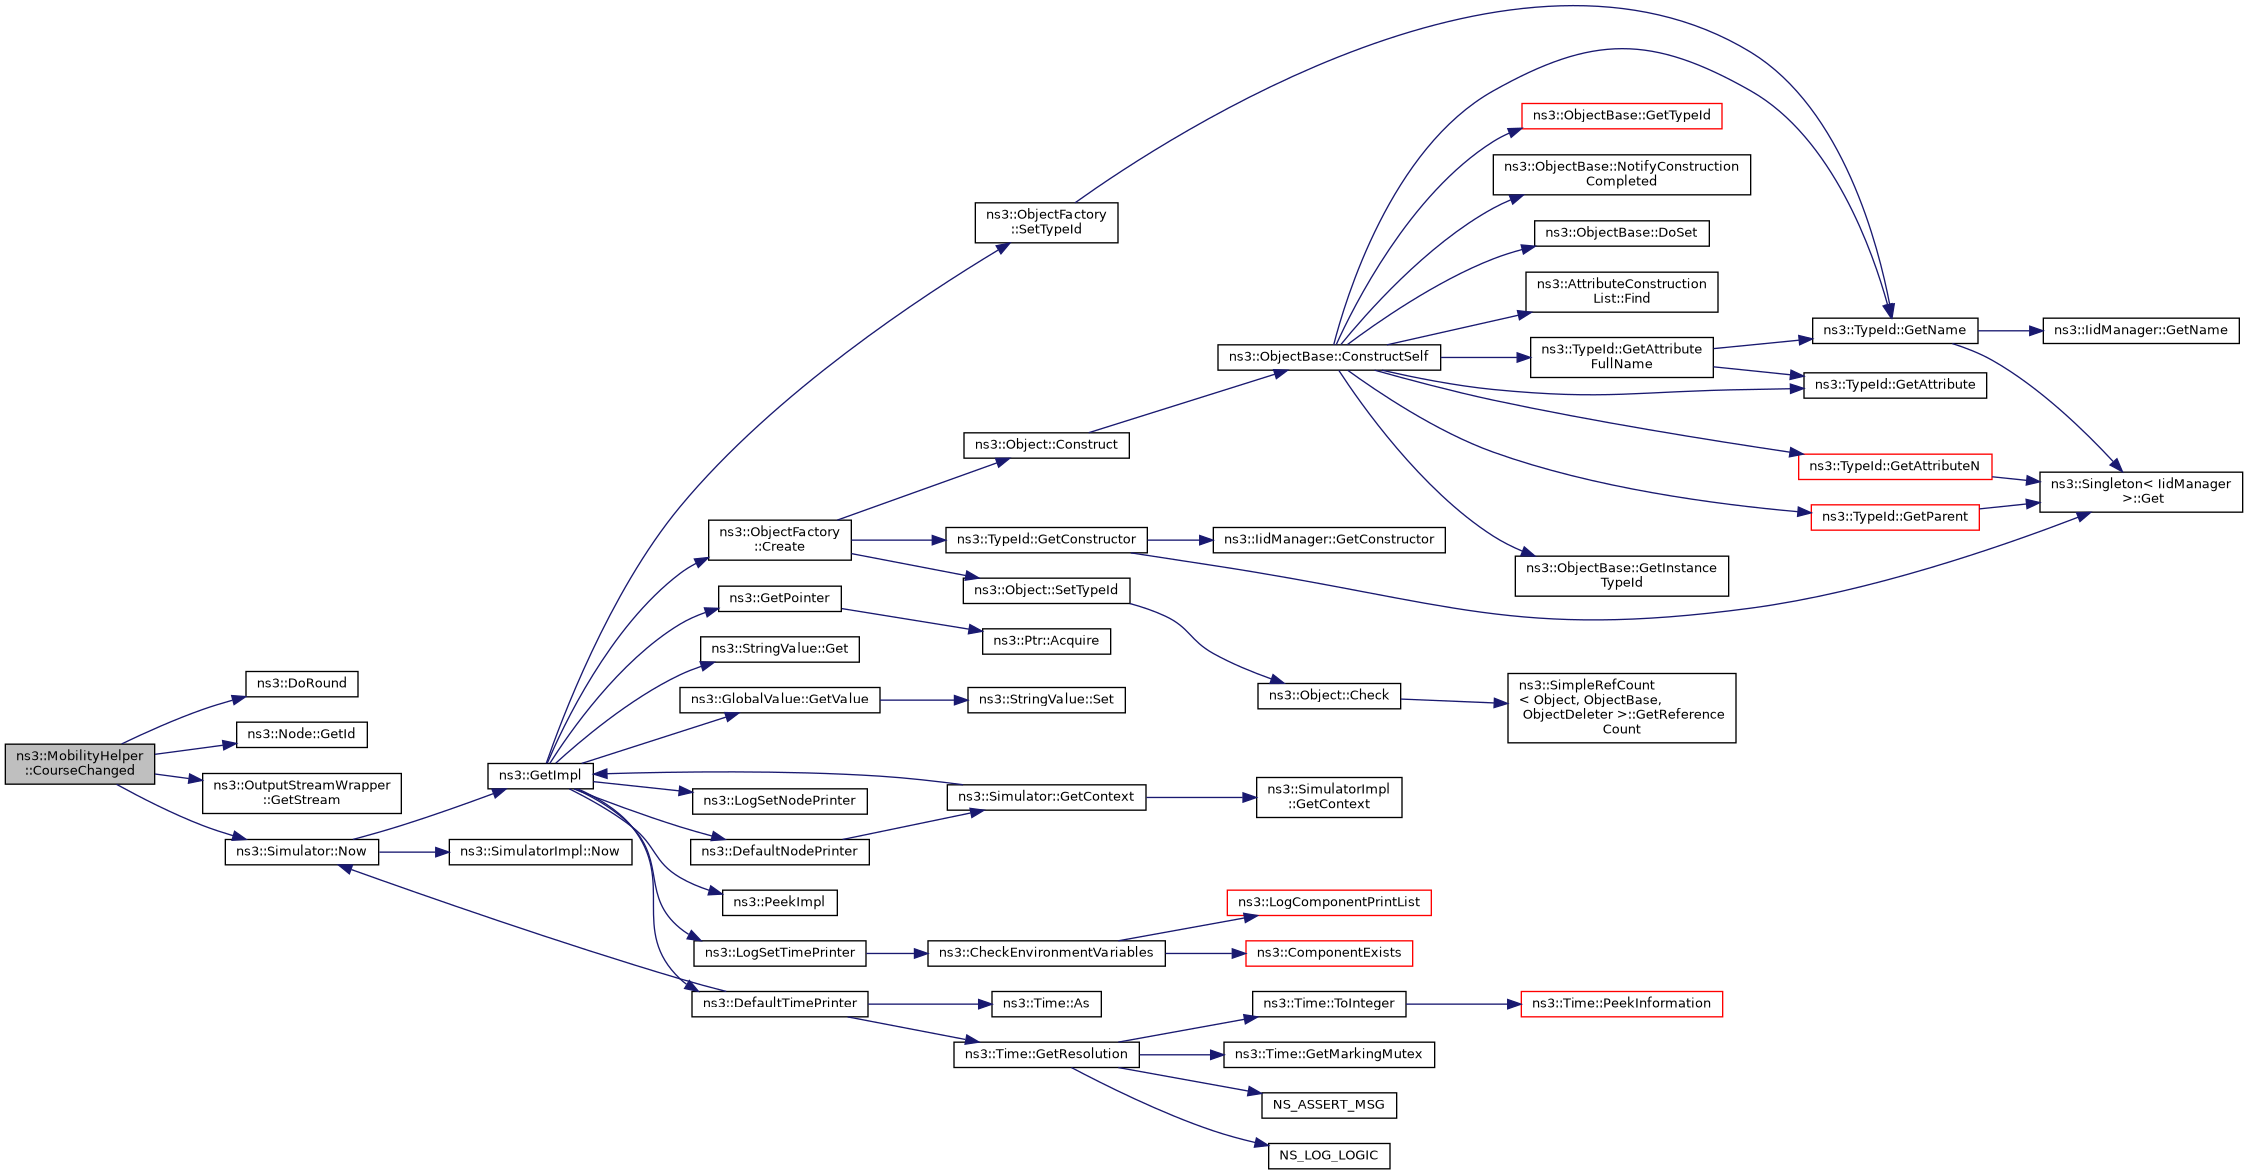 ns3::MobilityHelper
::CourseChanged
ns3::DoRound
ns3::Node::GetId
ns3::OutputStreamWrapper
::GetStream
ns3::Simulator::Now
ns3::GetImpl
ns3::SimulatorImpl::Now
ns3::ObjectFactory
::SetTypeId
ns3::ObjectFactory
::Create
ns3::GetPointer
ns3::StringValue::Get
ns3::GlobalValue::GetValue
ns3::LogSetNodePrinter
ns3::DefaultNodePrinter
ns3::PeekImpl
ns3::LogSetTimePrinter
ns3::DefaultTimePrinter
ns3::Object::Construct
ns3::TypeId::GetConstructor
ns3::Object::SetTypeId
ns3::Ptr::Acquire
ns3::StringValue::Set
ns3::Simulator::GetContext
ns3::CheckEnvironmentVariables
ns3::Time::As
ns3::Time::GetResolution
ns3::ObjectBase::ConstructSelf
ns3::IidManager::GetConstructor
ns3::Object::Check
ns3::SimulatorImpl
::GetContext
ns3::LogComponentPrintList
ns3::ComponentExists
ns3::Time::ToInteger
ns3::Time::GetMarkingMutex
NS_ASSERT_MSG
NS_LOG_LOGIC
ns3::ObjectBase::GetTypeId
ns3::ObjectBase::NotifyConstruction
Completed
ns3::ObjectBase::DoSet
ns3::AttributeConstruction
List::Find
ns3::TypeId::GetAttribute
FullName
ns3::ObjectBase::GetInstance
TypeId
ns3::SimpleRefCount
< Object, ObjectBase,
ObjectDeleter >::GetReference
Count
ns3::Time::PeekInformation
ns3::TypeId::GetName
ns3::TypeId::GetAttribute
ns3::TypeId::GetAttributeN
ns3::TypeId::GetParent
ns3::IidManager::GetName
ns3::Singleton< IidManager
>::Get